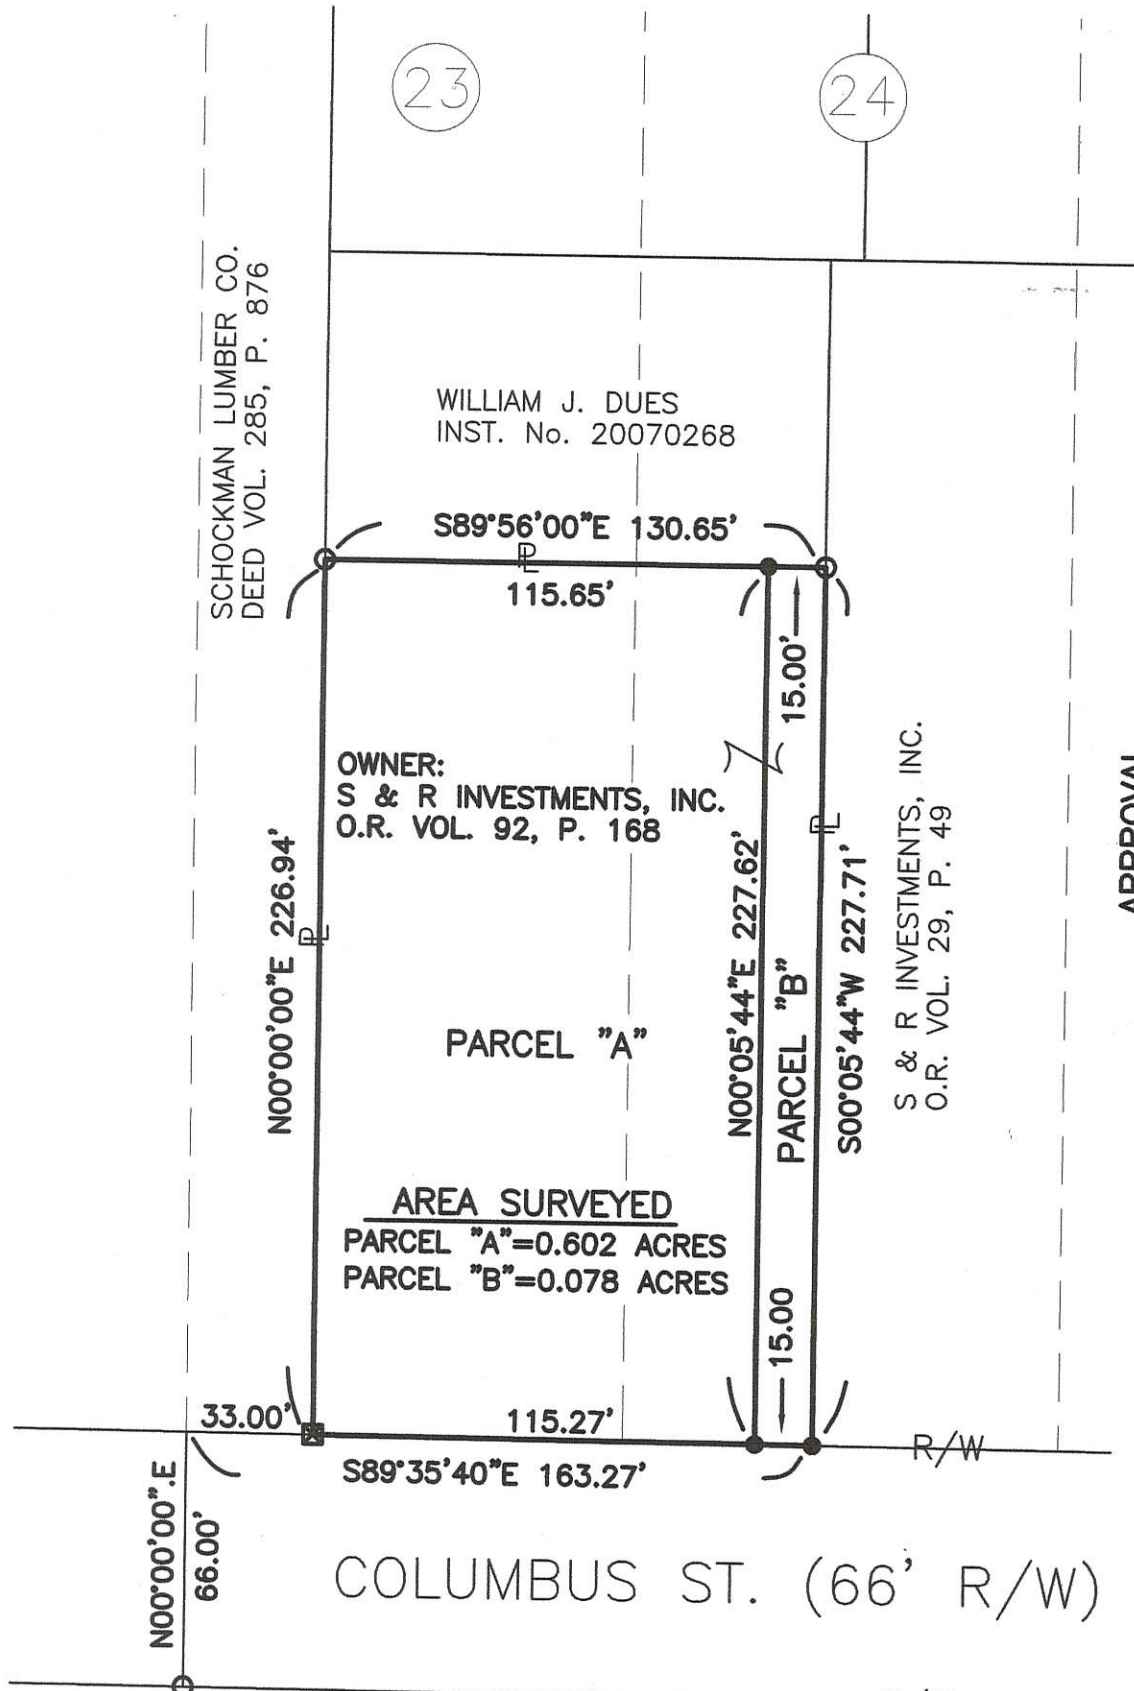 23
24
SCHOCKMAN LUMBER CO.
DEED VOL. 285, P. 876
WILLIAM J. DUES
INST. No. 20070268
S89°56'00"E 130.65'
PL
115.65'
15.00'
OWNER:
S & R INVESTMENTS, INC.
O.R. VOL. 92, P. 168
N00°00'00"E 226.94'
PL
N00°05'44"E 227.62'
PARCEL "B"
PL
S00°05'44"W 227.71'
S & R INVESTMENTS, INC.
O.R. VOL. 29, P. 49
APPROVAL
PARCEL "A"
AREA SURVEYED
PARCEL "A"=0.602 ACRES
PARCEL "B"=0.078 ACRES
15.00
33.00'
115.27'
R/W
S89°35'40"E 163.27'
N00°00'00".E
66.00'
COLUMBUS ST. (66' R/W)